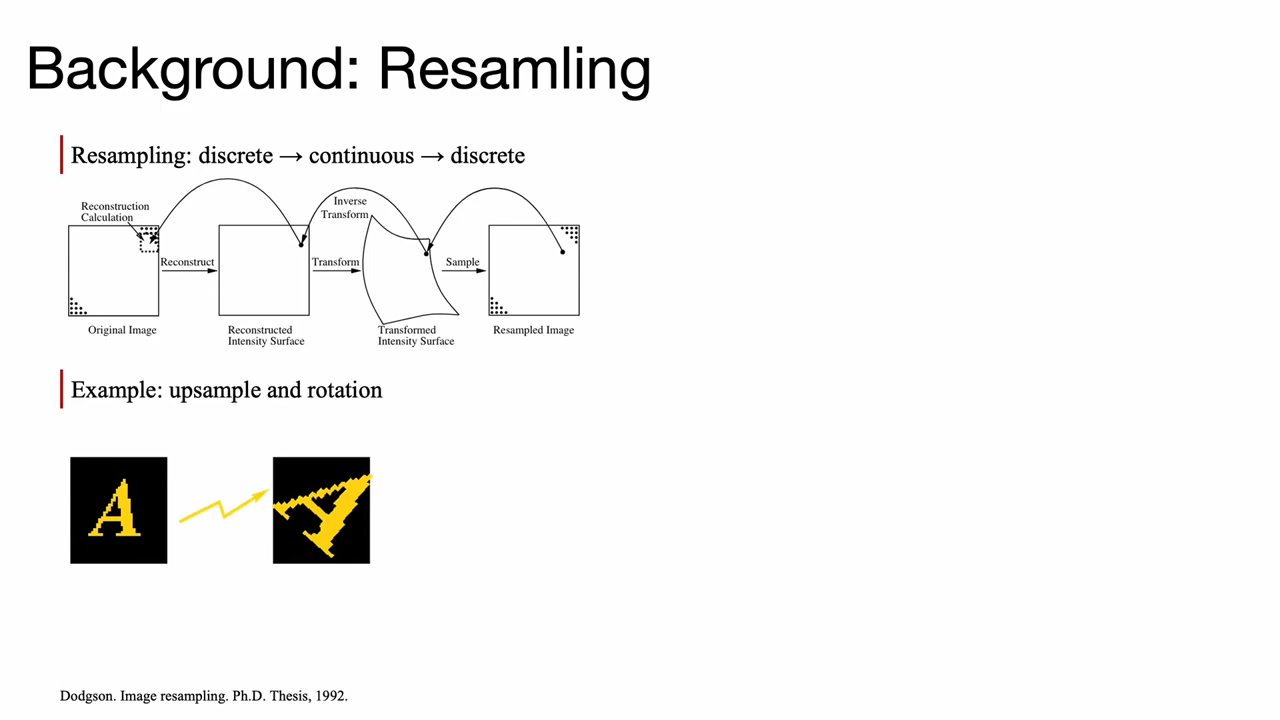 Background: Resamling
Resampling: discrete → continuous → discrete
Reconstruction
Calculation
Inverse
Transform
Reconstruct
Transform
Sample
Original Image
Reconstructed
Intensity Surface
Transformed
Intensity Surface
Resampled Image
Example: upsample and rotation
A
A
Dodgson. Image resampling. Ph.D. Thesis, 1992.